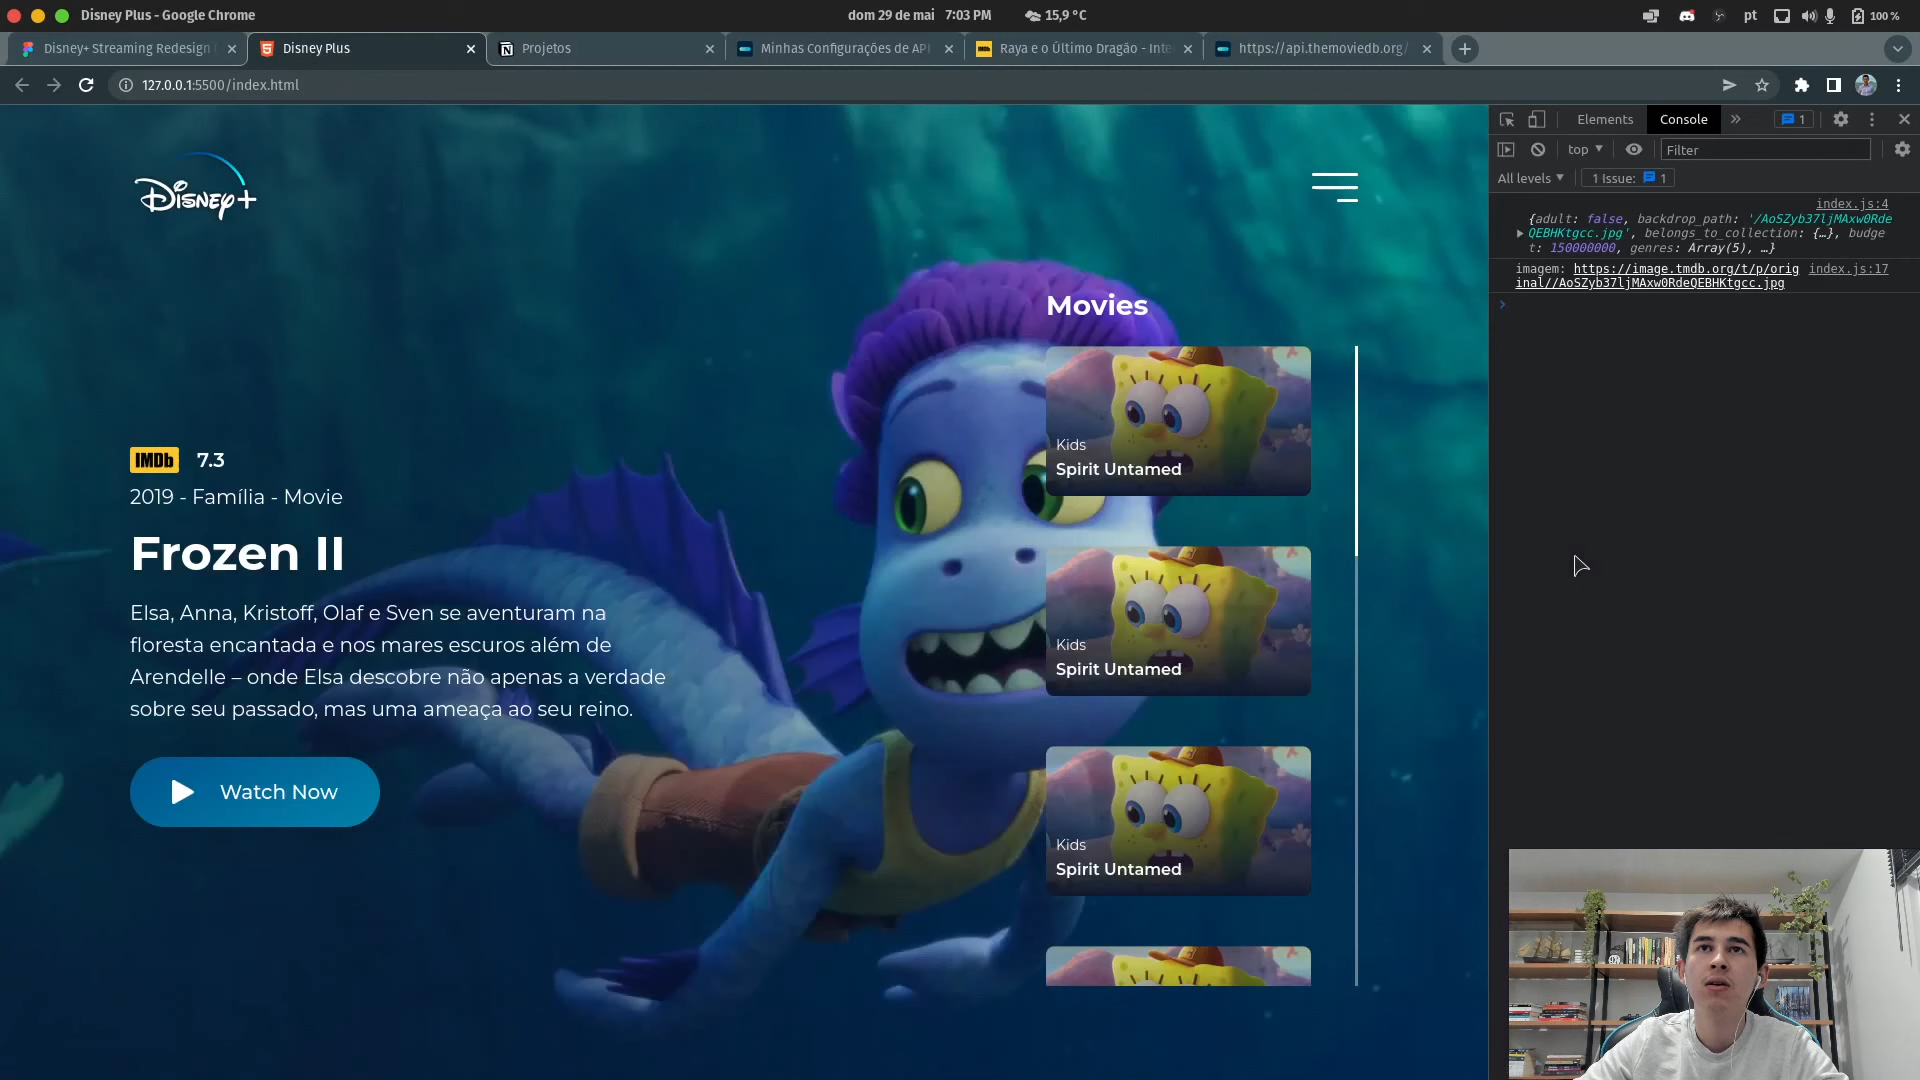 Disney Plus - Google Chrome
dom 29 de mai 7:03 PM
15,9 °C
pt
100 %
Disney+ Streaming Redesign
Disney Plus
Projetos
Minhas Configurações de API
Raya e o Último Dragão - Inte
https://api.themoviedb.org/
127.0.0.1:5500/index.html
Elements
Console
1
top
Filter
All levels
1 Issue: 1
index.js:4
{adult: false, backdrop_path: '/AoSZyb37ljMAxw0Rde
QEBHKtgcc.jpg', belongs_to_collection: {…}, budge
t: 150000000, genres: Array(5), …}
imagem: https://image.tmdb.org/t/p/orig index.js:17
inal//AoSZyb37ljMAxw0RdeQEBHKtgcc.jpg
Disney+
Movies
Kids
Spirit Untamed
Kids
Spirit Untamed
Kids
Spirit Untamed
IMDb 7.3
2019 - Família - Movie
Frozen II
Elsa, Anna, Kristoff, Olaf e Sven se aventuram na
floresta encantada e nos mares escuros além de
Arendelle – onde Elsa descobre não apenas a verdade
sobre seu passado, mas uma ameaça ao seu reino.
Watch Now